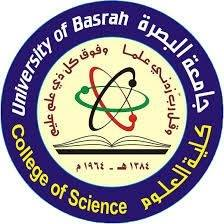 University of Basrah
جامعة البصرة
وقل رب زدني علما وفوق كل ذي علم عليم
١٣٨٤ هـ - ١٩٦٤ م
College of Science
كلية العلوم